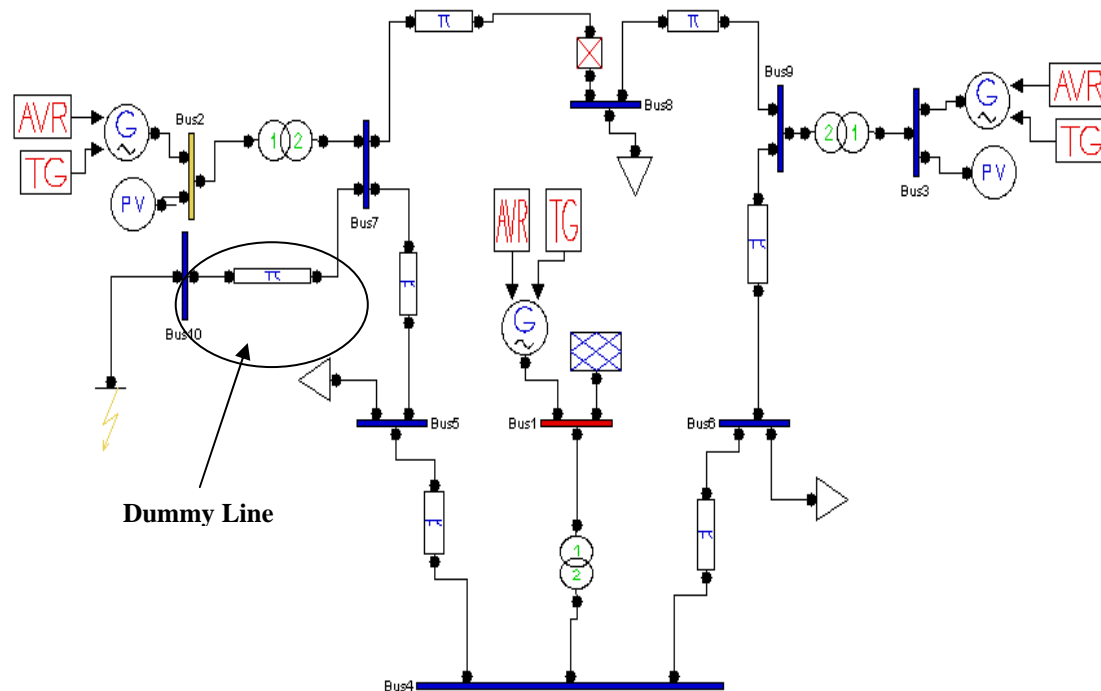 π
π
Bus9
Bus8
AVR
G
Bus2
1 2
2 1
G
AVR
TG
TG
PV
Bus7
Bus3
PV
AVR
TG
π
π
π
Bus10
G
Bus5
Bus1
Bus6
Dummy Line
π
1
2
π
Bus4